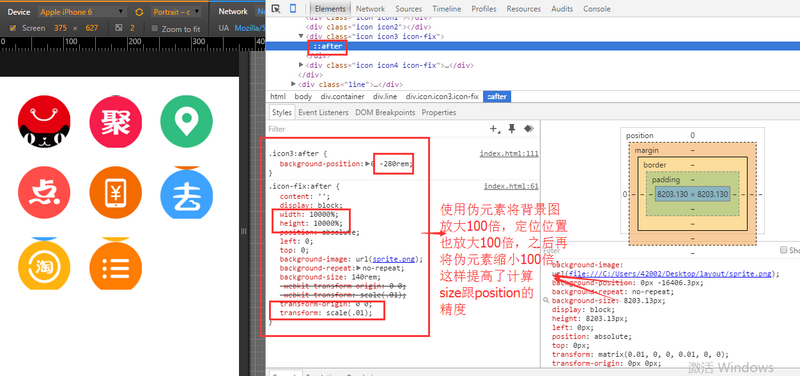 Device
Apple iPhone 6
Portrait – c
Network
UA
Mozilla/5
Screen 375 × 627 2 Zoom to fit
100 200 300 400
聚
点
去
淘
Elements Network Sources Timeline Profiles Resources Audits Console
<div class="icon icon2"></div>
<div class="icon icon3 icon-fix">
::after
</div>
<div class="icon icon4 icon-fix">…</div>
</div>
<div class="line">…</div>
html body div.container div.line div.icon.icon3.icon-fix ::after
Styles Event Listeners DOM Breakpoints Properties
Filter
.icon3:after { index.html:111
background-position: 0 -280rem;
}
.icon-fix:after { index.html:61
content: '';
display: block;
width: 10000%;
height: 10000%;
position: absolute;
left: 0;
top: 0;
background-image: url(sprite.png);
background-repeat: no-repeat;
background-size: 140rem;
-webkit-transform-origin: 0 0;
-webkit-transform: scale(.01);
transform-origin: 0 0;
transform: scale(.01);
}
使用伪元素将背景图
放大100倍，定位位置
也放大100倍，之后再
将伪元素缩小100倍
这样提高了计算
size跟position的
精度
position 0
margin –
border –
padding –
8203.130 × 8203.130
Filter
Sho
background-image:
url(file:///C:/Users/42002/Desktop/layout/sprite.png);
background-position: 0px -16406.3px;
background-repeat: no-repeat;
background-size: 8203.13px;
display: block;
height: 8203.13px;
left: 0px;
position: absolute;
top: 0px;
transform: matrix(0.01, 0, 0, 0.01, 0, 0);
transform-origin: 0px 0px;
激活 Windows